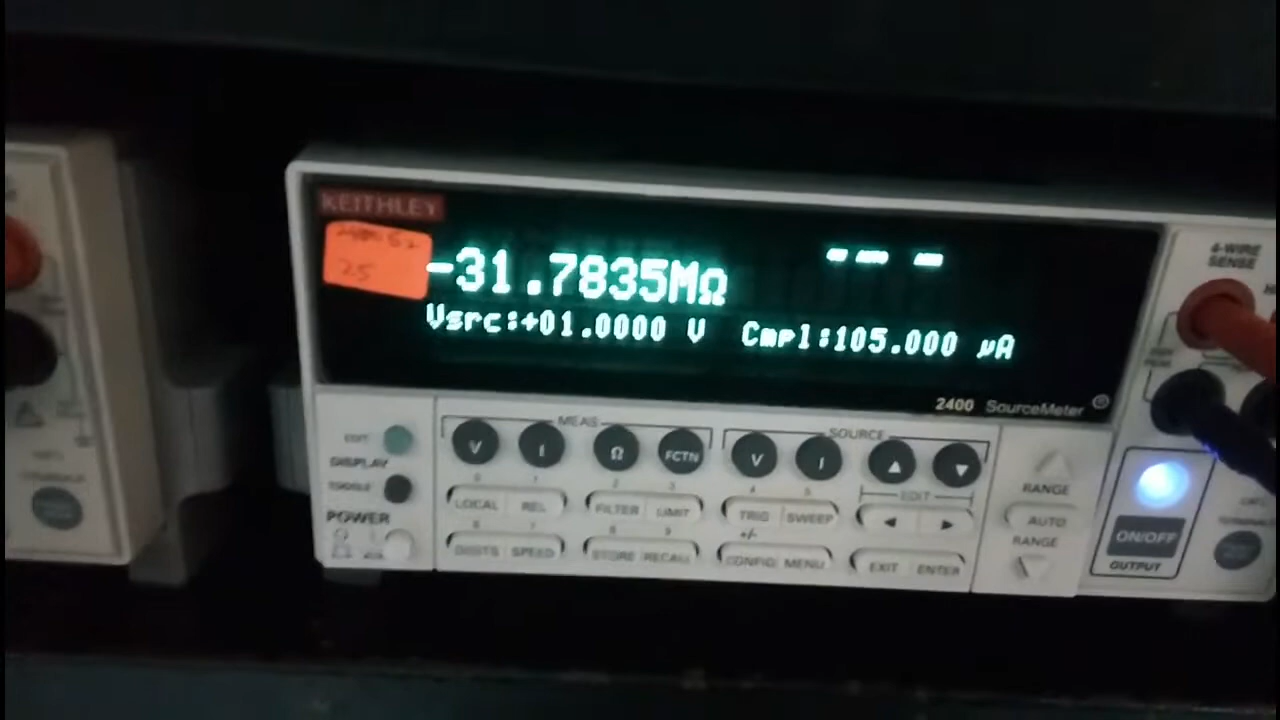 KEITHLEY
25
-31.7835MΩ
Vsrc:+01.0000 V Cmpl:105.000 µA
2400 SourceMeter
4-WIRE
SENSE
EDIT
DISPLAY
TOGGLE
POWER
MEAS
V I Ω FCTN
SOURCE
V I ▲ ▼
EDIT
LOCAL REL FILTER LIMIT TRIG SWEEP ◀ ▶
+/-
DIGITS SPEED STORE RECALL CONFIG MENU EXIT ENTER
RANGE
AUTO
RANGE
ON/OFF
OUTPUT